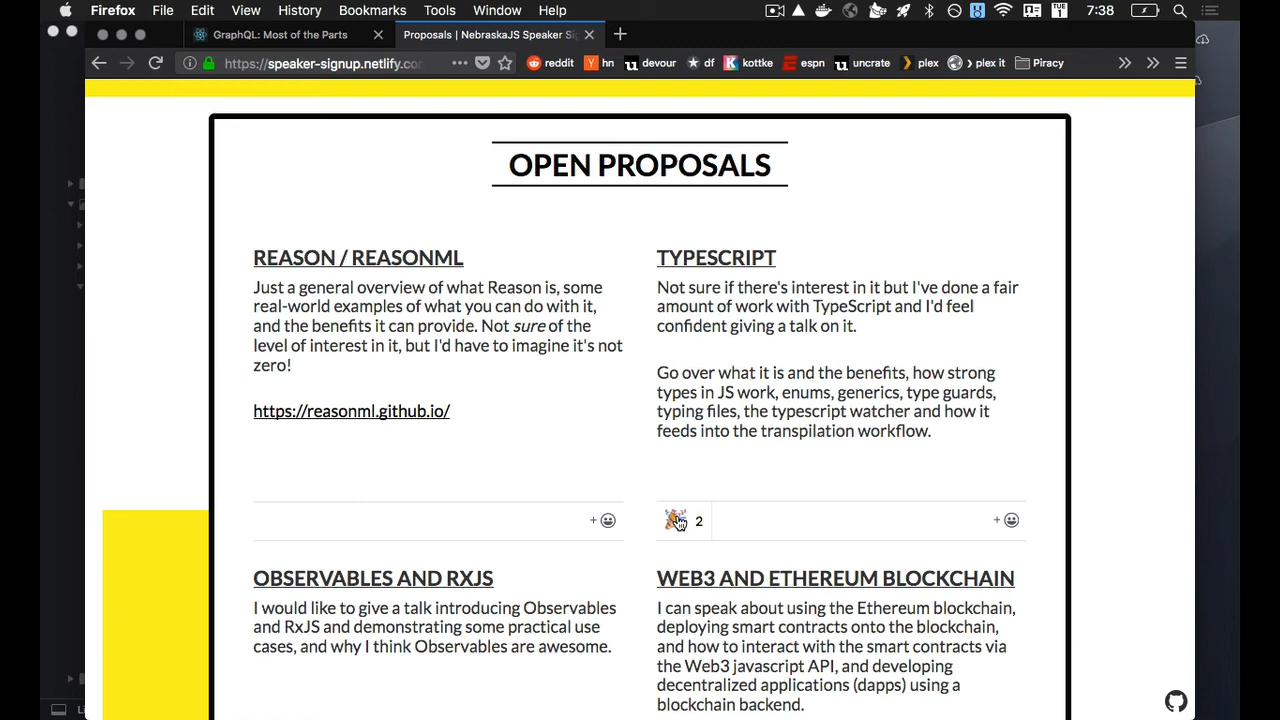 Firefox File Edit View History Bookmarks Tools Window Help TUE 1 7:38
GraphQL: Most of the Parts
Proposals | NebraskaJS Speaker Si
https://speaker-signup.netlify.co
reddit hn devour df kottke espn uncrate plex plex it Piracy
OPEN PROPOSALS
REASON / REASONML
Just a general overview of what Reason is, some
real-world examples of what you can do with it,
and the benefits it can provide. Not sure of the
level of interest in it, but I'd have to imagine it's not
zero!
https://reasonml.github.io/
+
TYPESCRIPT
Not sure if there's interest in it but I've done a fair
amount of work with TypeScript and I'd feel
confident giving a talk on it.
Go over what it is and the benefits, how strong
types in JS work, enums, generics, type guards,
typing files, the typescript watcher and how it
feeds into the transpilation workflow.
2 +
OBSERVABLES AND RXJS
I would like to give a talk introducing Observables
and RxJS and demonstrating some practical use
cases, and why I think Observables are awesome.
WEB3 AND ETHEREUM BLOCKCHAIN
I can speak about using the Ethereum blockchain,
deploying smart contracts onto the blockchain,
and how to interact with the smart contracts via
the Web3 javascript API, and developing
decentralized applications (dapps) using a
blockchain backend.